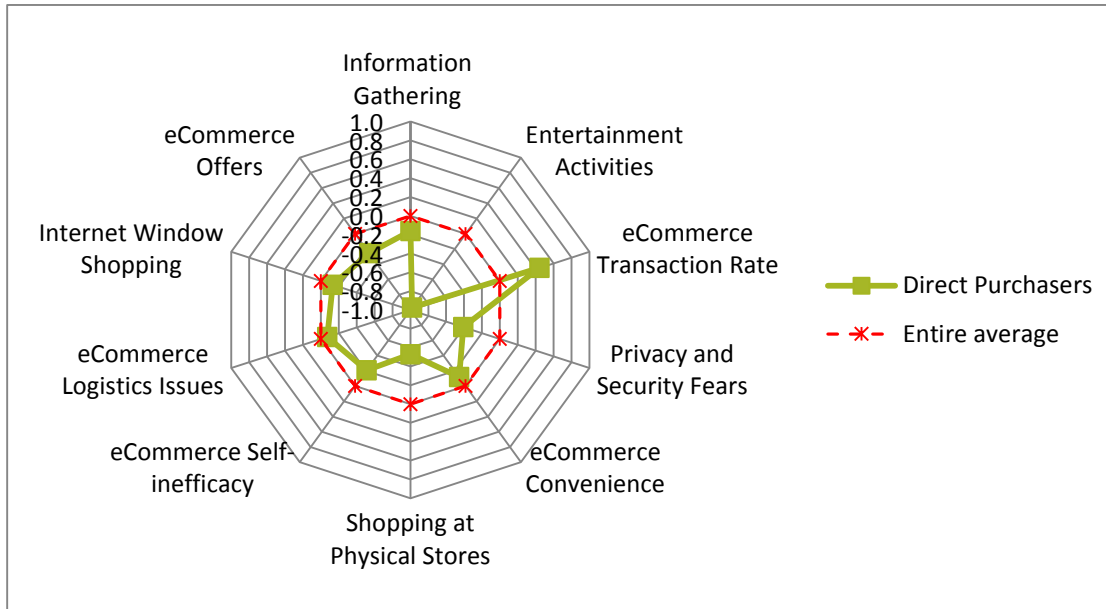 Information
Gathering
Entertainment
Activities
eCommerce
Transaction Rate
Privacy and
Security Fears
eCommerce
Convenience
Shopping at
Physical Stores
eCommerce Self-
inefficacy
eCommerce
Logistics Issues
Internet Window
Shopping
eCommerce
Offers
1.0
0.8
0.6
0.4
0.2
0.0
-0.2
-0.4
-0.6
-0.8
-1.0
Direct Purchasers
Entire average